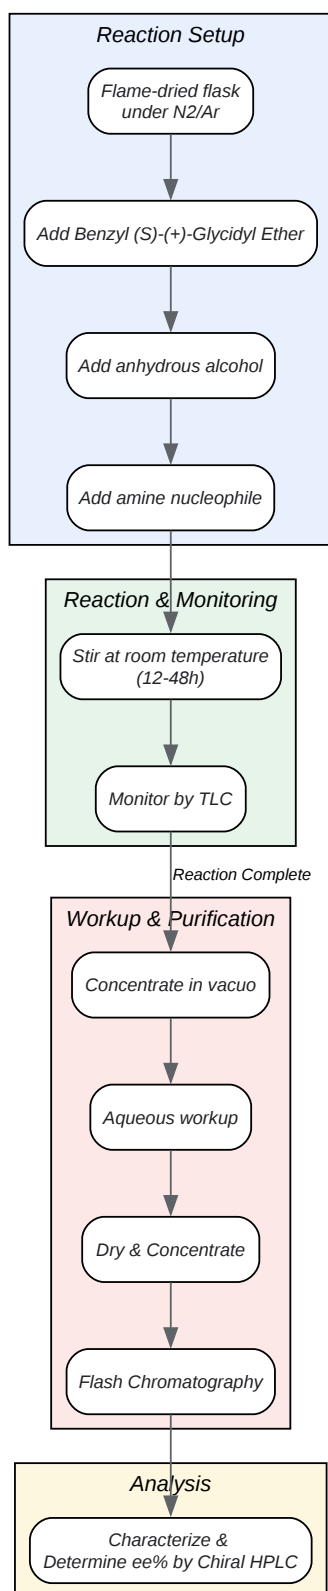 Reaction Setup
Flame-dried flask
under N2/Ar
Add Benzyl (S)-(+)-Glycidyl Ether
Add anhydrous alcohol
Add amine nucleophile
Reaction & Monitoring
Stir at room temperature
(12-48h)
Monitor by TLC
Reaction Complete
Workup & Purification
Concentrate in vacuo
Aqueous workup
Dry & Concentrate
Flash Chromatography
Analysis
Characterize &
Determine ee% by Chiral HPLC